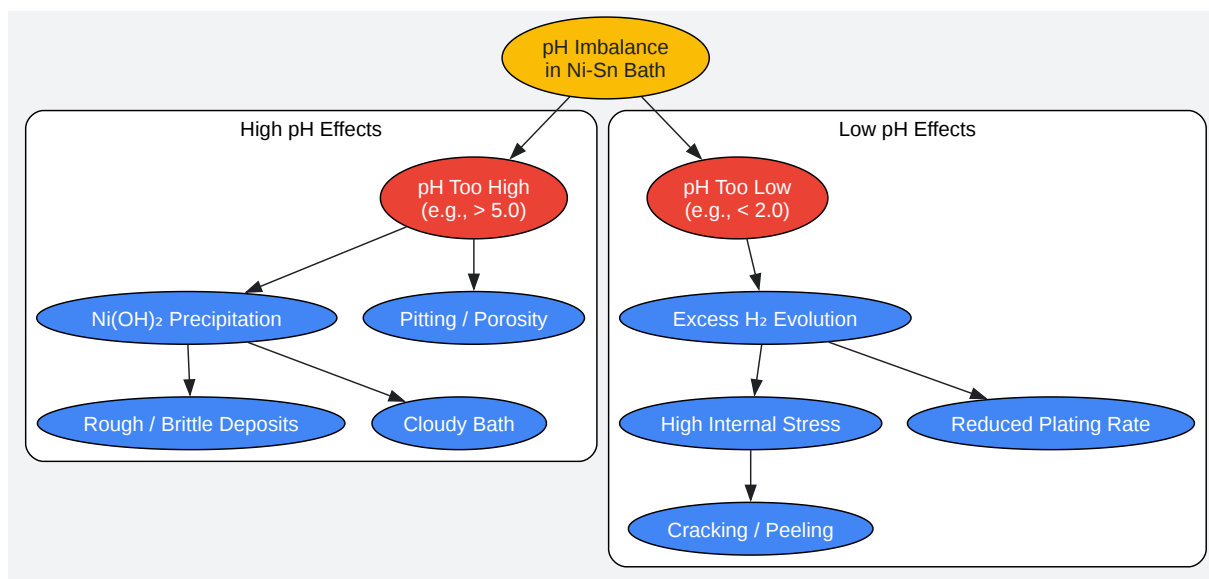 pH Imbalance
in Ni-Sn Bath
High pH Effects
pH Too High
(e.g., > 5.0)
Ni(OH)₂ Precipitation
Pitting / Porosity
Rough / Brittle Deposits
Cloudy Bath
Low pH Effects
pH Too Low
(e.g., < 2.0)
Excess H₂ Evolution
High Internal Stress
Reduced Plating Rate
Cracking / Peeling